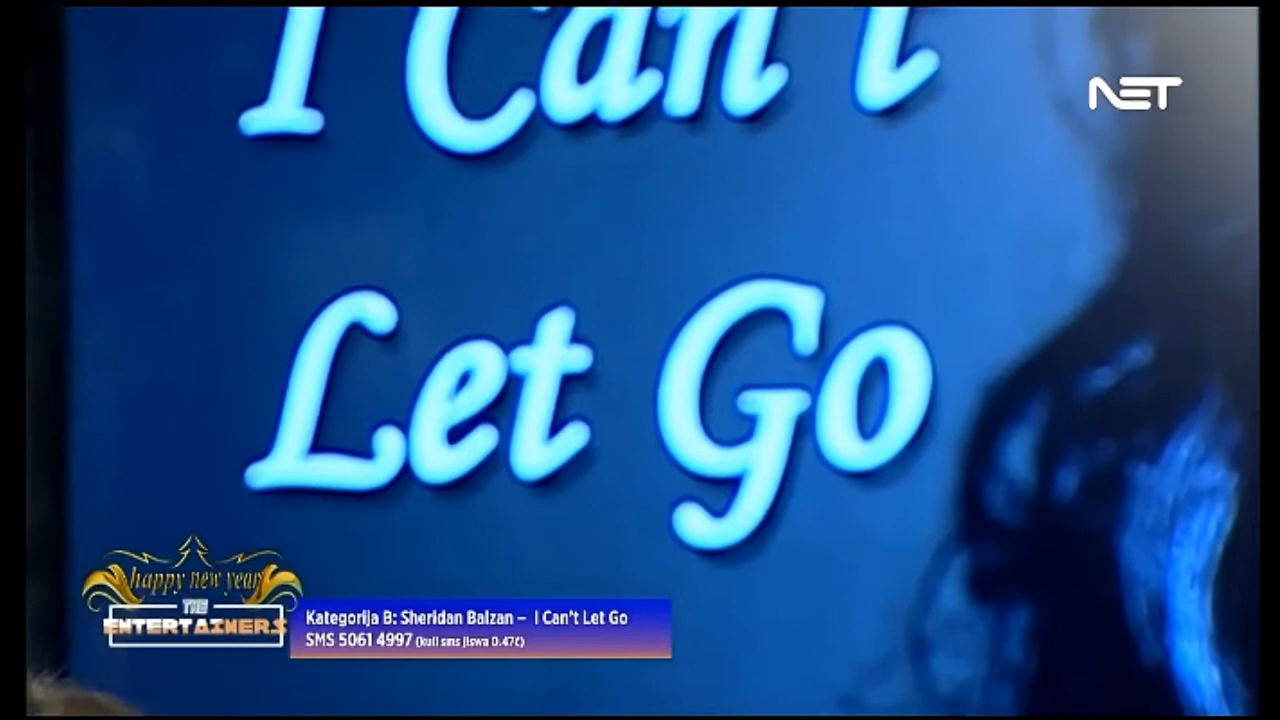 I Can't
NET
Let Go
happy new year
THE
ENTERTAINERS
Kategorija B: Sheridan Balzan – I Can't Let Go
SMS 5061 4997 (kull sms jiswa 0.47c)